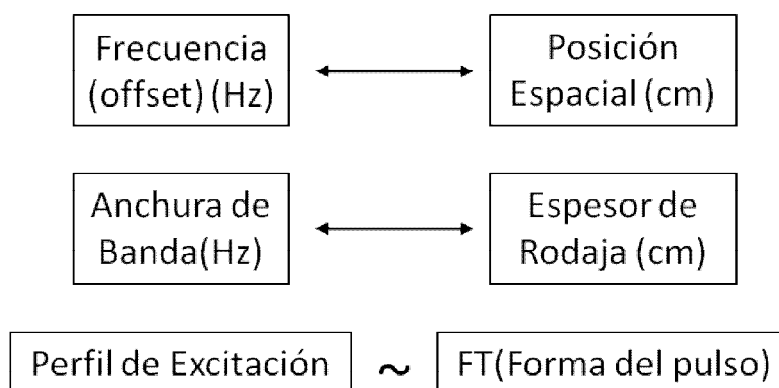 Frecuencia
(offset) (Hz)
Posición
Espacial (cm)
Anchura de
Banda(Hz)
Espesor de
Rodaja (cm)
Perfil de Excitación ~ FT(Forma del pulso)